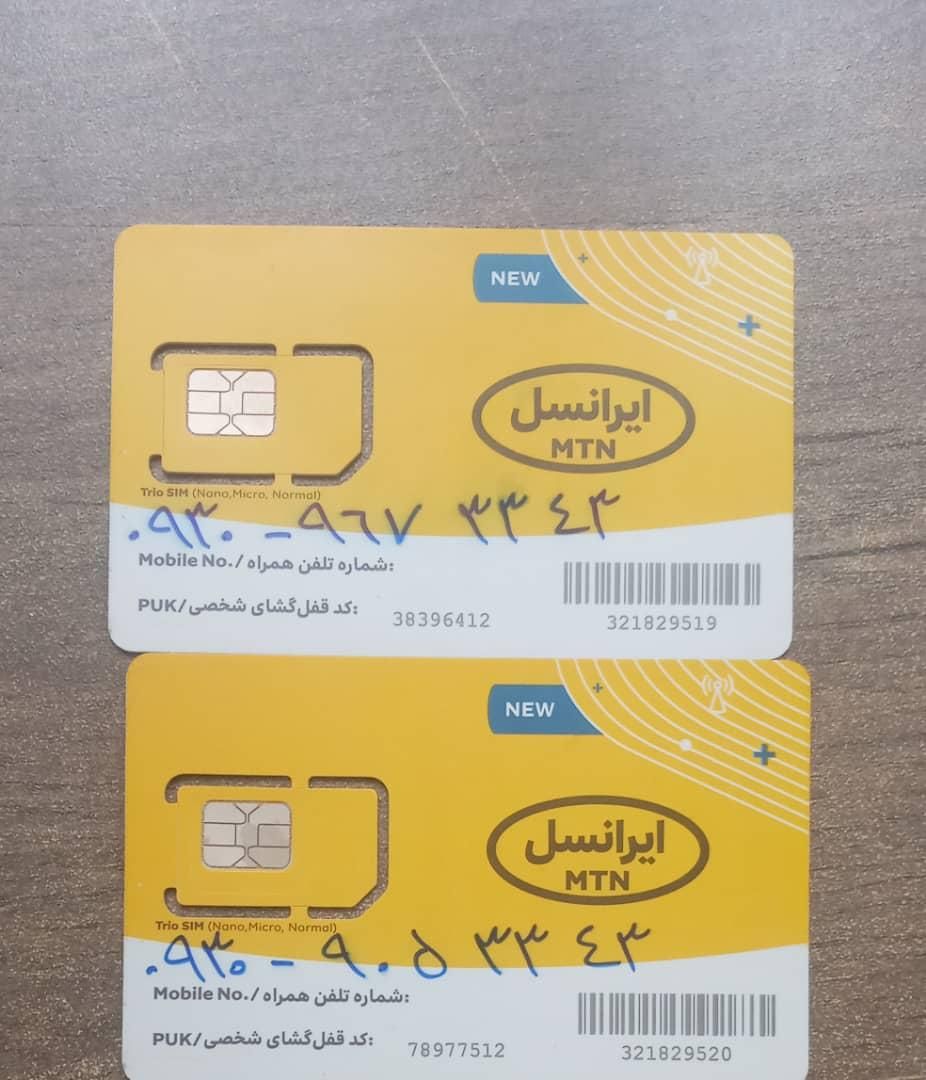 NEW
ایرانسل
MTN
Trio SIM (Nano,Micro, Normal)
۰۹۳۰ - ۹۶۷ ۳۳ ۴۳
Mobile No./شماره تلفن همراه:
PUK/کد قفل‌گشای شخصی: 38396412
321829519
NEW
ایرانسل
MTN
Trio SIM (Nano,Micro, Normal)
۰۹۳۰ - ۹۰۵ ۳۳ ۴۳
Mobile No./شماره تلفن همراه:
PUK/کد قفل‌گشای شخصی: 78977512
321829520